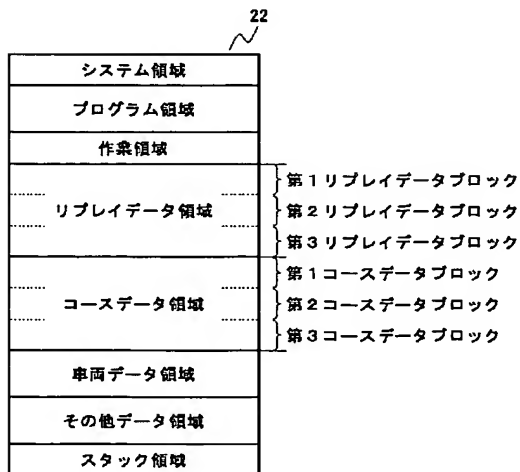 22
システム領域
プログラム領域
作業領域
リプレイデータ領域
第1リプレイデータブロック
第2リプレイデータブロック
第3リプレイデータブロック
コースデータ領域
第1コースデータブロック
第2コースデータブロック
第3コースデータブロック
車両データ領域
その他データ領域
スタック領域